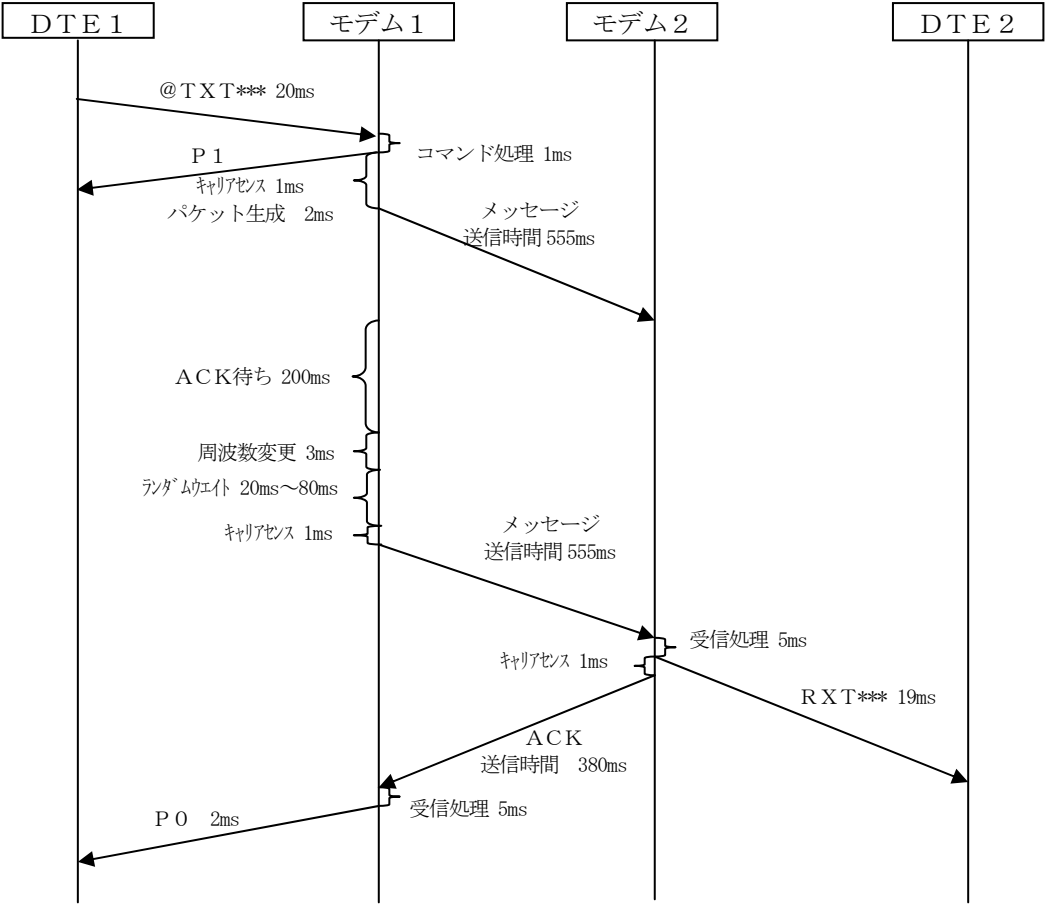 ＤＴＥ１
モデム１
モデム２
ＤＴＥ２
＠ＴＸＴ*** 20ms
コマンド処理 1ms
Ｐ１
ｷｬﾘｱｾﾝｽ 1ms
パケット生成　2ms
メッセージ
送信時間 555ms
ＡＣＫ待ち 200ms
周波数変更 3ms
ﾗﾝﾀﾞﾑｳｴｲﾄ 20ms～80ms
ｷｬﾘｱｾﾝｽ 1ms
メッセージ
送信時間 555ms
受信処理 5ms
ｷｬﾘｱｾﾝｽ 1ms
ＲＸＴ*** 19ms
ＡＣＫ
送信時間　380ms
受信処理 5ms
Ｐ０　2ms